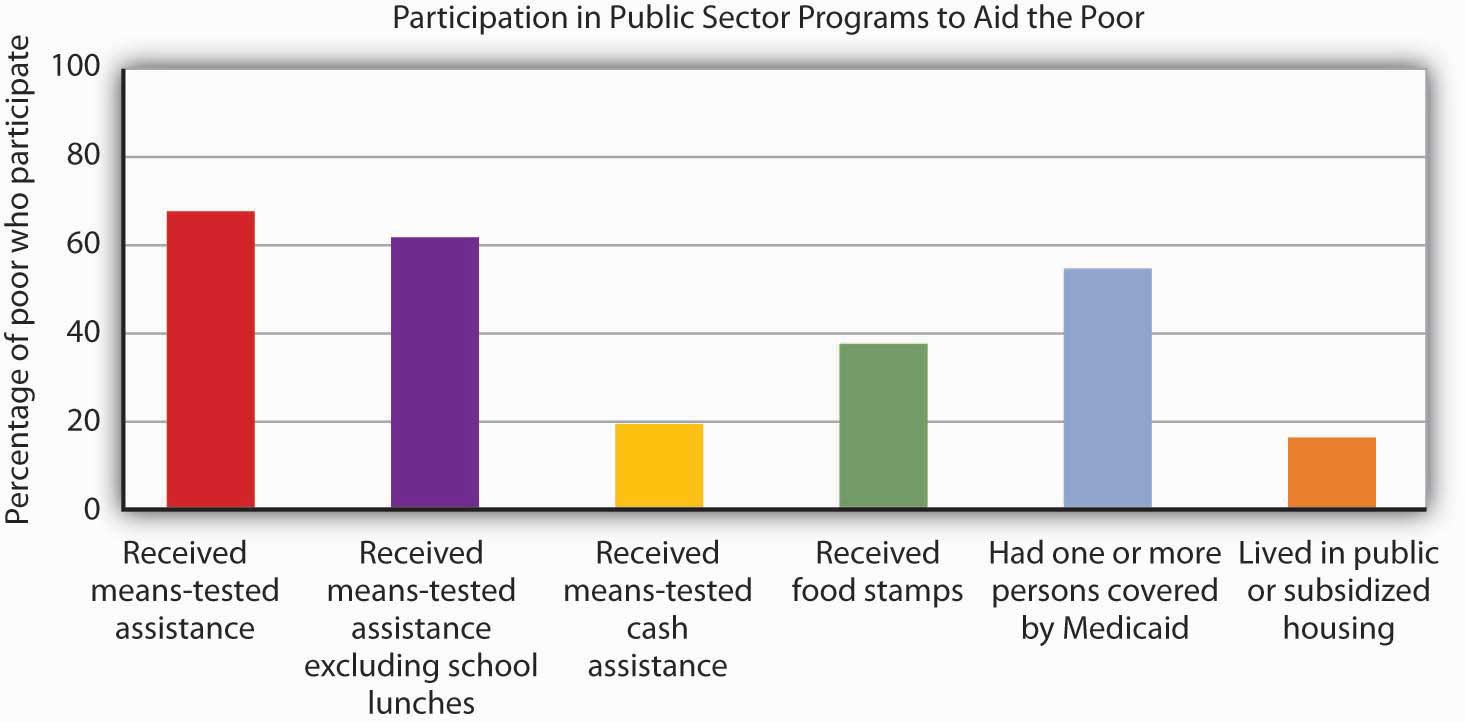 Participation in Public Sector Programs to Aid the Poor
Percentage of poor who participate
100
80
60
40
20
0
Received
means-tested
assistance
Received
means-tested
assistance
excluding school
lunches
Received
means-tested
cash
assistance
Received
food stamps
Had one or more
persons covered
by Medicaid
Lived in public
or subsidized
housing